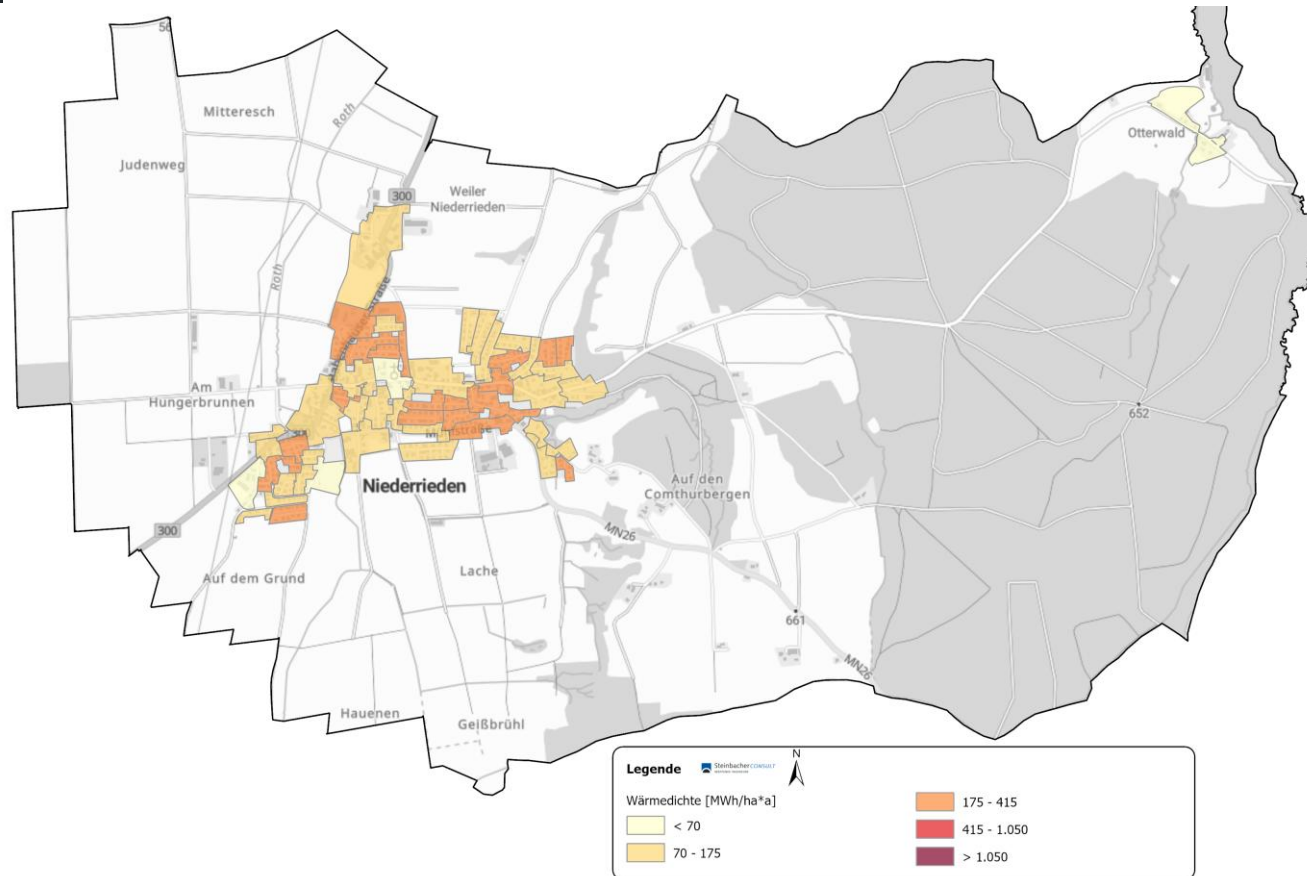 56
Mitteresch
Roth
Judenweg
Otterwald
300
Weiler
Niederrieden
Roth
Am
Hungerbrunnen
652
Niederrieden
Auf den
Comthurbergen
300
MN26
Auf dem Grund
Lache
661
MN26
Hauenen
Geißbrühl
Legende
Steinbacher CONSULT
N
Wärmedichte [MWh/ha*a]
< 70
70 - 175
175 - 415
415 - 1.050
> 1.050